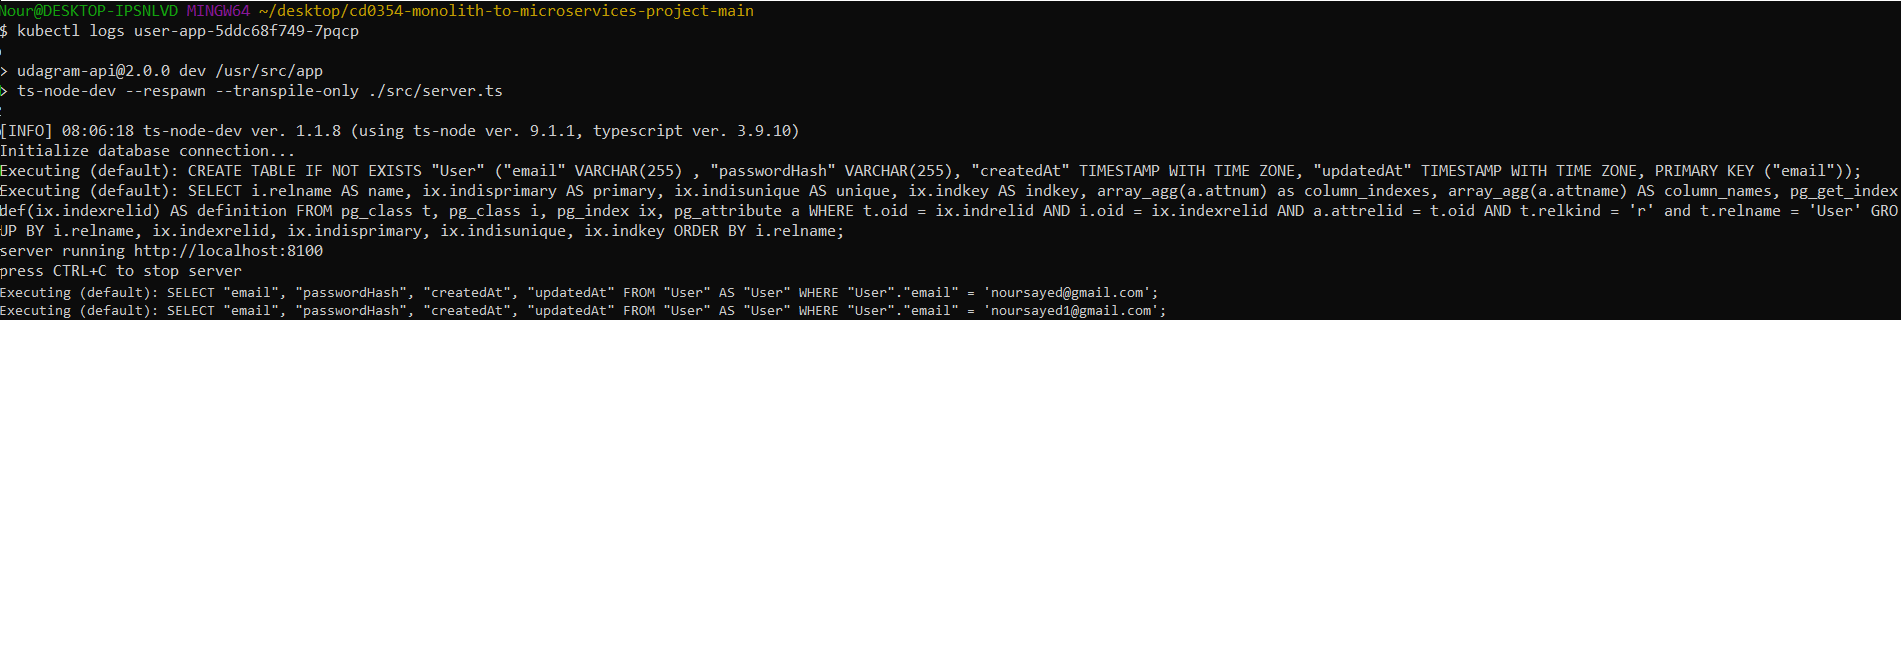 Nour@DESKTOP-IPSNLVD MINGW64 ~/desktop/cd0354-monolith-to-microservices-project-main
$ kubectl logs user-app-5ddc68f749-7pqcp
> udagram-api@2.0.0 dev /usr/src/app
> ts-node-dev --respawn --transpile-only ./src/server.ts
[INFO] 08:06:18 ts-node-dev ver. 1.1.8 (using ts-node ver. 9.1.1, typescript ver. 3.9.10)
Initialize database connection...
Executing (default): CREATE TABLE IF NOT EXISTS "User" ("email" VARCHAR(255) , "passwordHash" VARCHAR(255), "createdAt" TIMESTAMP WITH TIME ZONE, "updatedAt" TIMESTAMP WITH TIME ZONE, PRIMARY KEY ("email"));
Executing (default): SELECT i.relname AS name, ix.indisprimary AS primary, ix.indisunique AS unique, ix.indkey AS indkey, array_agg(a.attnum) as column_indexes, array_agg(a.attname) AS column_names, pg_get_index
def(ix.indexrelid) AS definition FROM pg_class t, pg_class i, pg_index ix, pg_attribute a WHERE t.oid = ix.indrelid AND i.oid = ix.indexrelid AND a.attrelid = t.oid AND t.relkind = 'r' and t.relname = 'User' GRO
UP BY i.relname, ix.indexrelid, ix.indisprimary, ix.indisunique, ix.indkey ORDER BY i.relname;
server running http://localhost:8100
press CTRL+C to stop server
Executing (default): SELECT "email", "passwordHash", "createdAt", "updatedAt" FROM "User" AS "User" WHERE "User"."email" = 'noursayed@gmail.com';
Executing (default): SELECT "email", "passwordHash", "createdAt", "updatedAt" FROM "User" AS "User" WHERE "User"."email" = 'noursayed1@gmail.com';